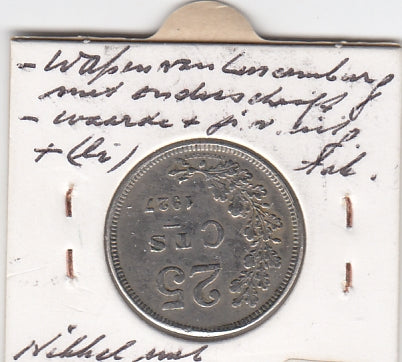 - Wapen van Luxemburg
met onderschrift
- waarde + j. v. uitg.
+ (bi)
1927
25
CTS
Nikkel met